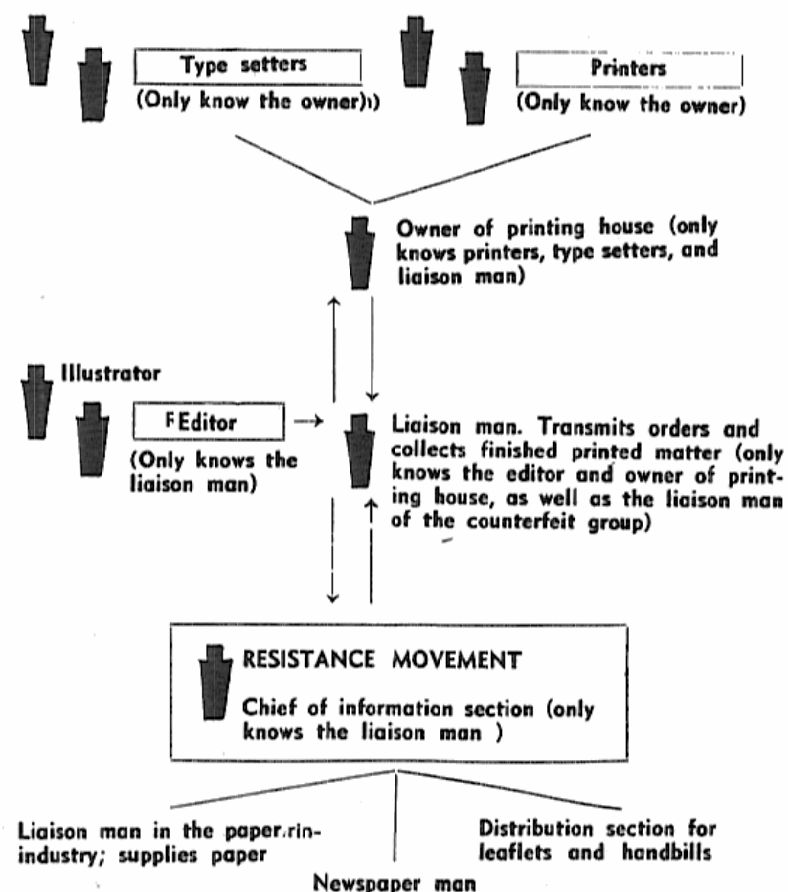 Type setters
(Only know the owner)ı)
Printers
(Only know the owner)
Owner of printing house (only
knows printers, type setters, and
liaison man)
Illustrator
FEditor
(Only knows the
liaison man)
Liaison man. Transmits orders and
collects finished printed matter (only
knows the editor and owner of print-
ing house, as well as the liaison man
of the counterfeit group)
RESISTANCE MOVEMENT
Chief of information section (only
knows the liaison man )
Liaison man in the paper.rin-
industry; supplies paper
Distribution section for
leaflets and handbills
Newspaper man